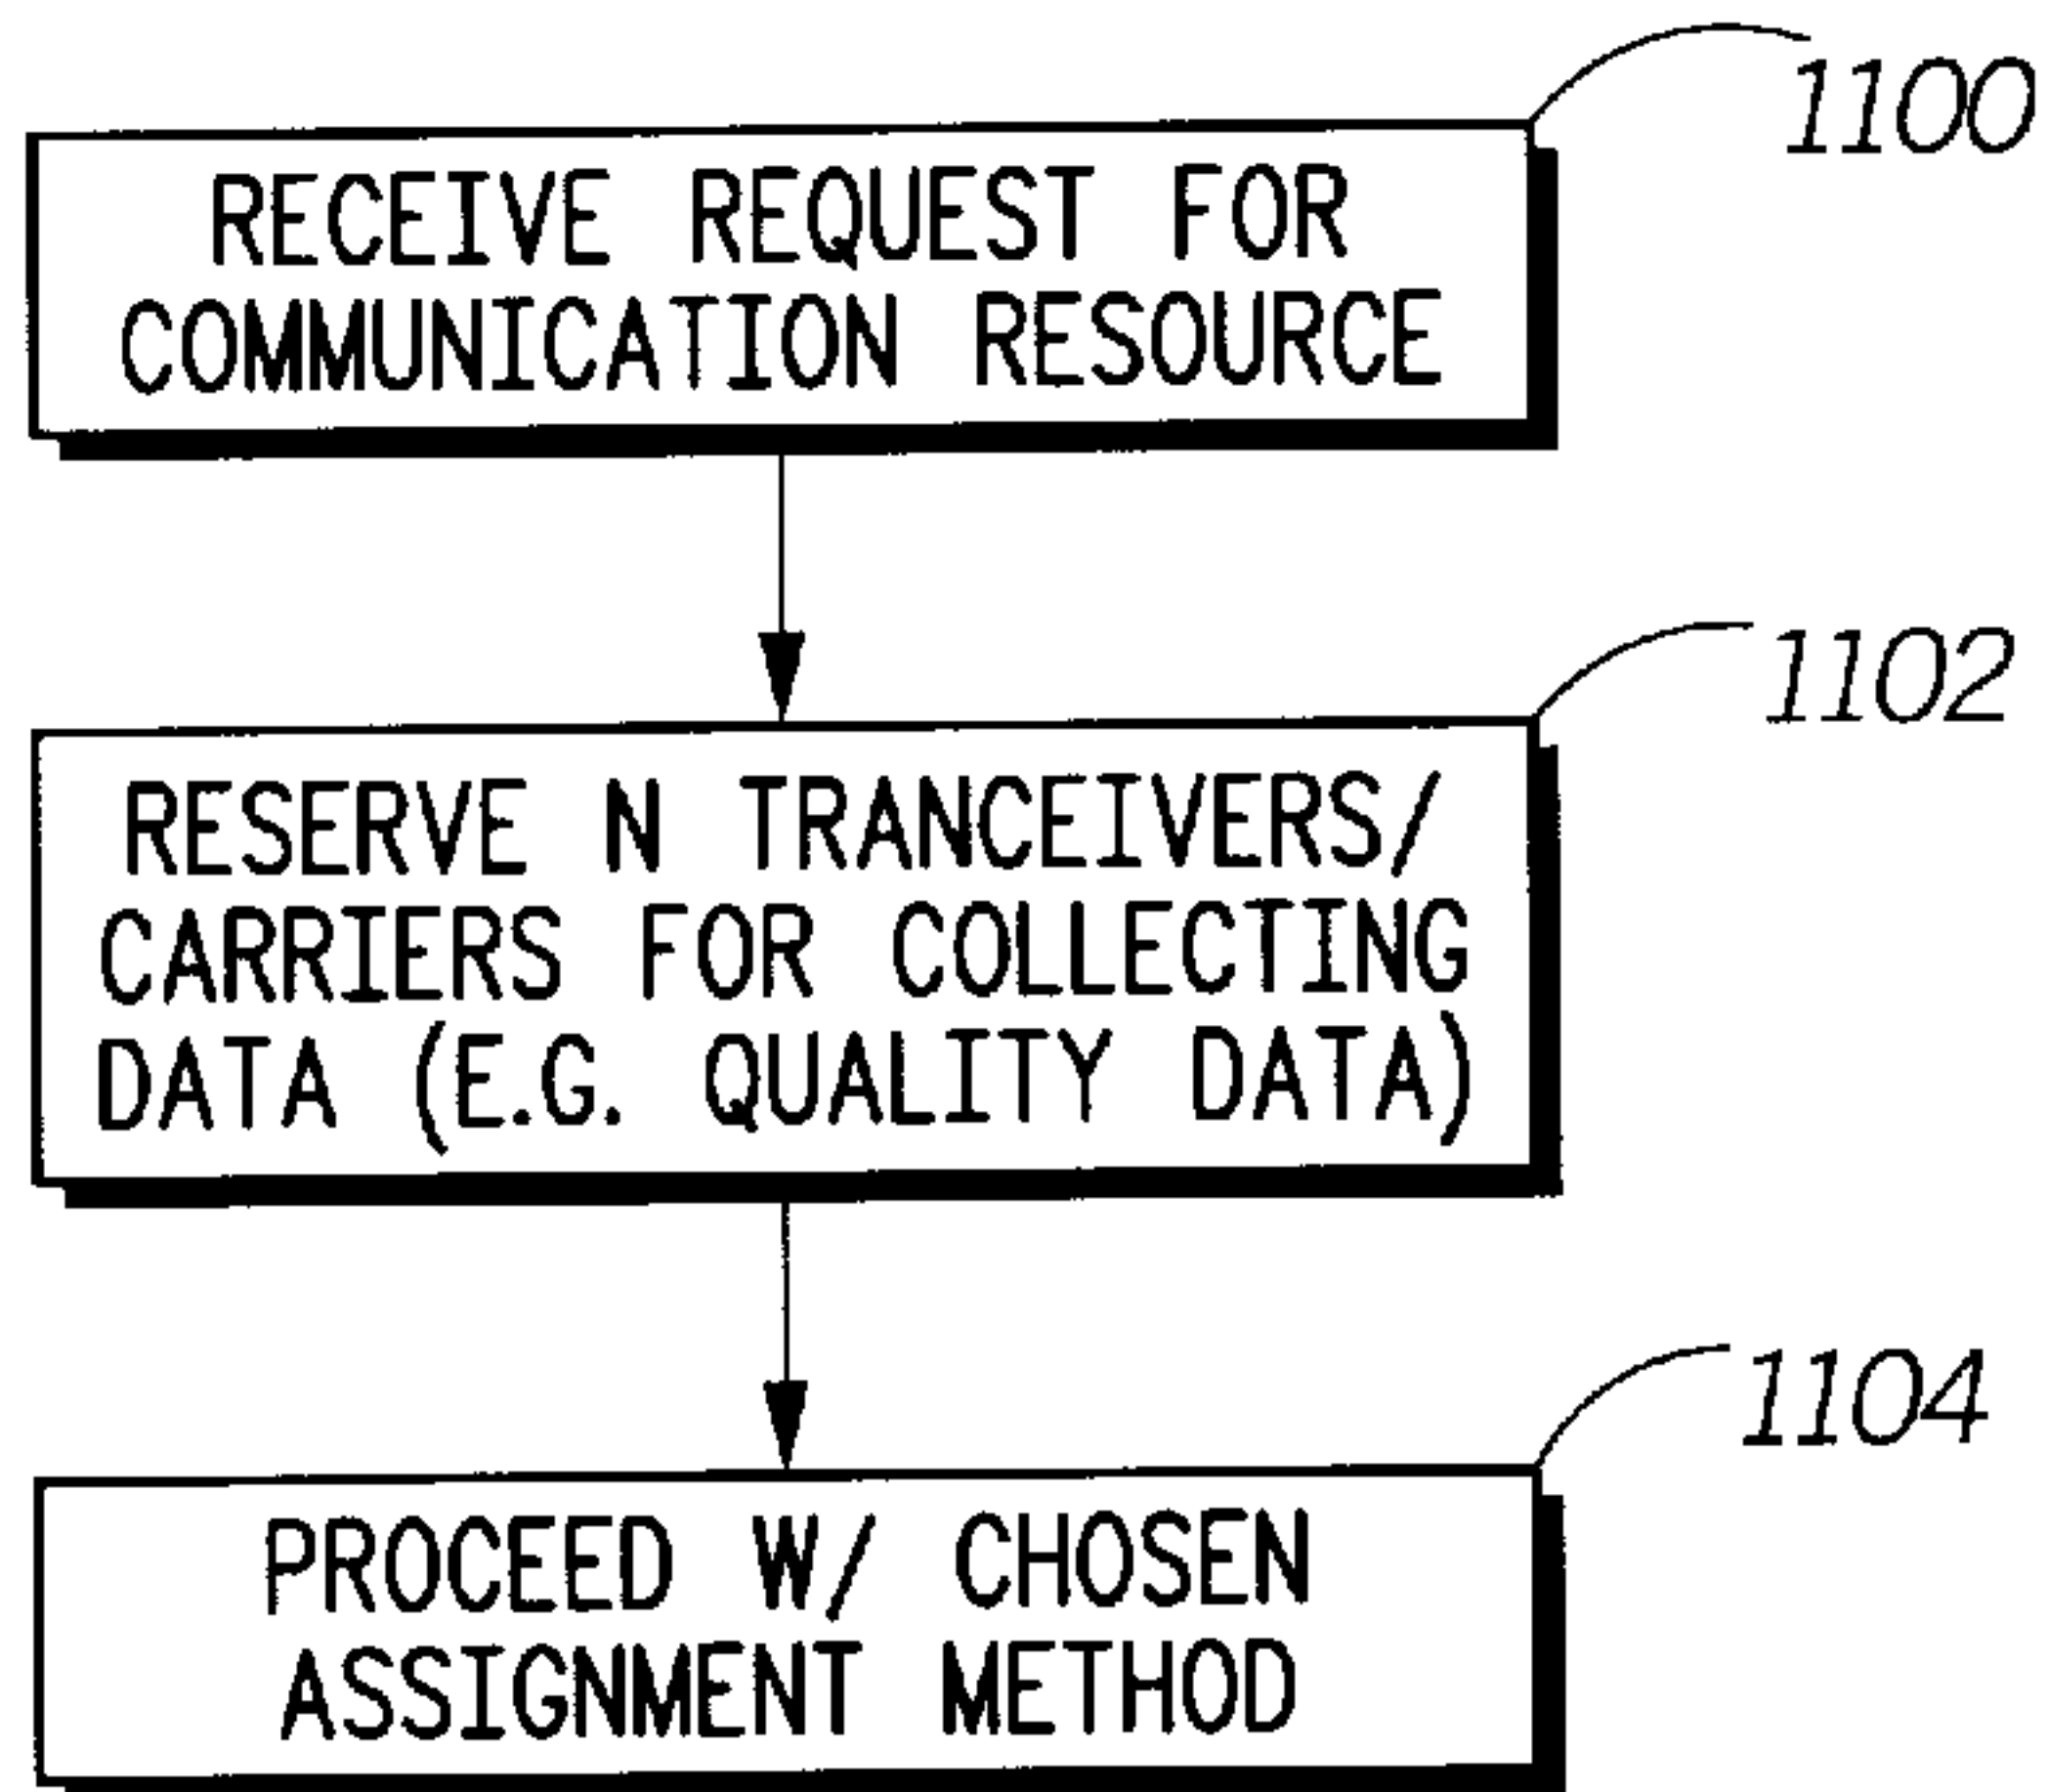 1100
RECEIVE REQUEST FOR
COMMUNICATION RESOURCE
1102
RESERVE N TRANCEIVERS/
CARRIERS FOR COLLECTING
DATA (E.G. QUALITY DATA)
1104
PROCEED W/ CHOSEN
ASSIGNMENT METHOD